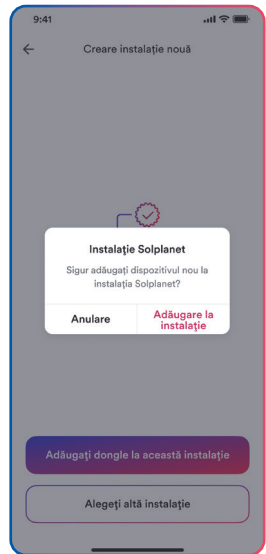 9:41
Creare instalație nouă
Instalație Solplanet
Sigur adăugați dispozitivul nou la
instalația Solplanet?
Anulare
Adăugare la
instalație
Adăugați dongle la această instalație
Alegeți altă instalație